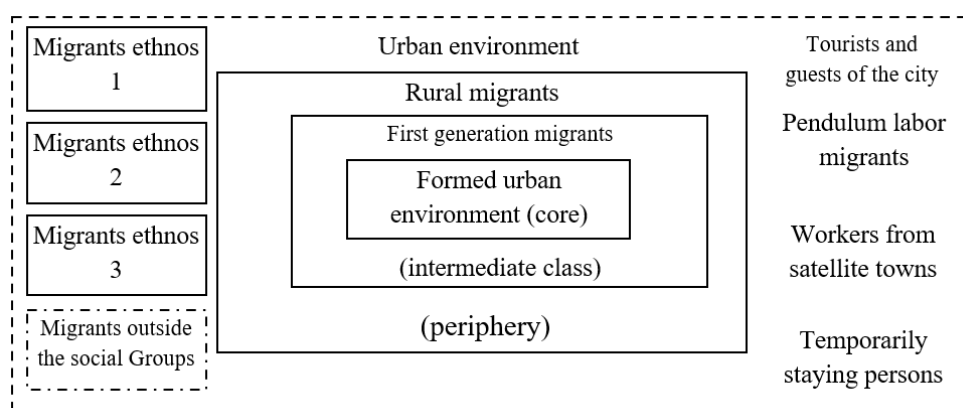 Migrants ethnos
1
Migrants ethnos
2
Migrants ethnos
3
Migrants outside
the social Groups
Urban environment
Rural migrants
First generation migrants
Formed urban
environment (core)
(intermediate class)
(periphery)
Tourists and
guests of the city
Pendulum labor
migrants
Workers from
satellite towns
Temporarily
staying persons